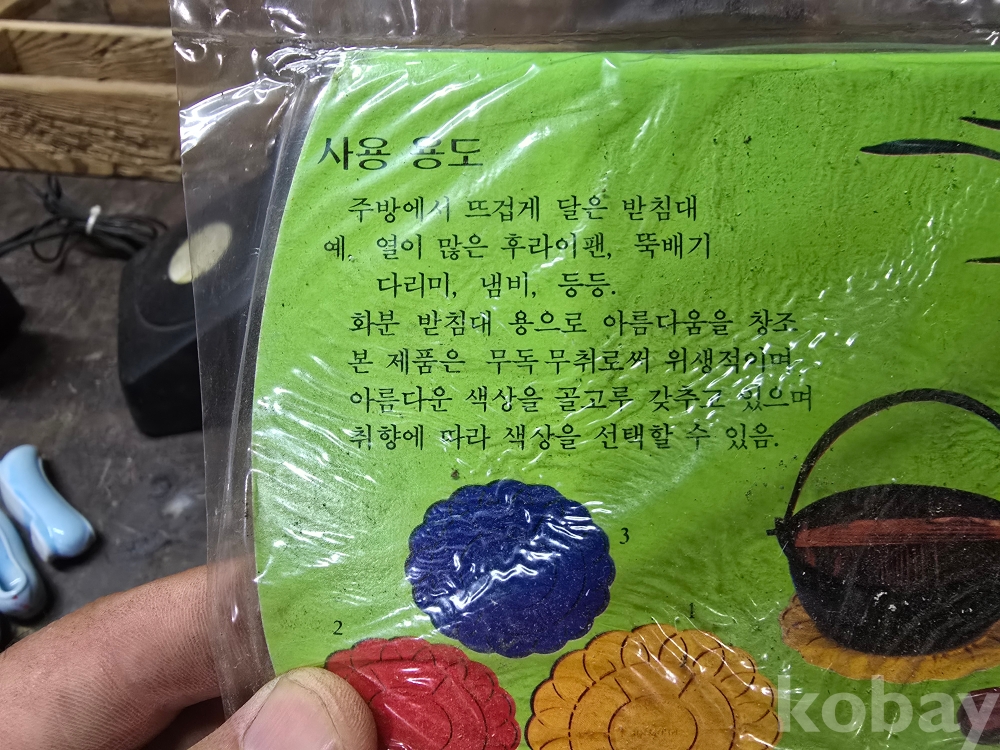 사용 용도
주방에서 뜨겁게 달은 받침대
예, 열이 많은 후라이팬, 뚝배기
다리미, 냄비, 등등.
화분 받침대 용으로 아름다움을 창조
본 제품은 무독무취로써 위생적이며
아름다운 색상을 골고루 갖추고 있으며
취향에 따라 색상을 선택할 수 있음.
3
1
2
kobay